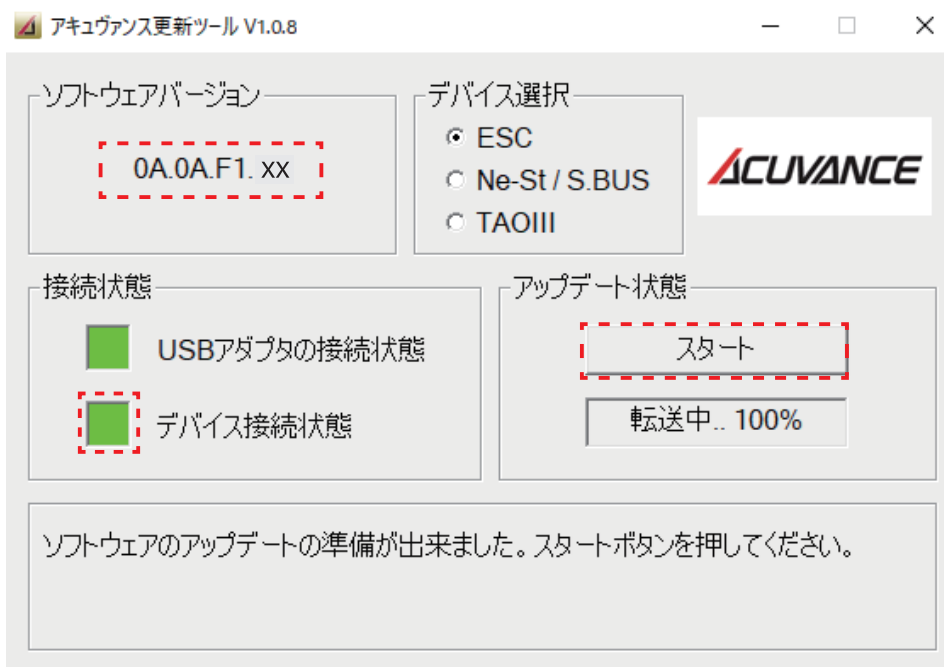 アキュヴァンス更新ツール V1.0.8
ソフトウェアバージョン
0A.0A.F1. xx
デバイス選択
ESC
Ne-St / S.BUS
TAOIII
ACUVANCE
接続状態
USBアダプタの接続状態
デバイス接続状態
アップデート状態
スタート
転送中.. 100%
ソフトウェアのアップデートの準備が出来ました。スタートボタンを押してください。